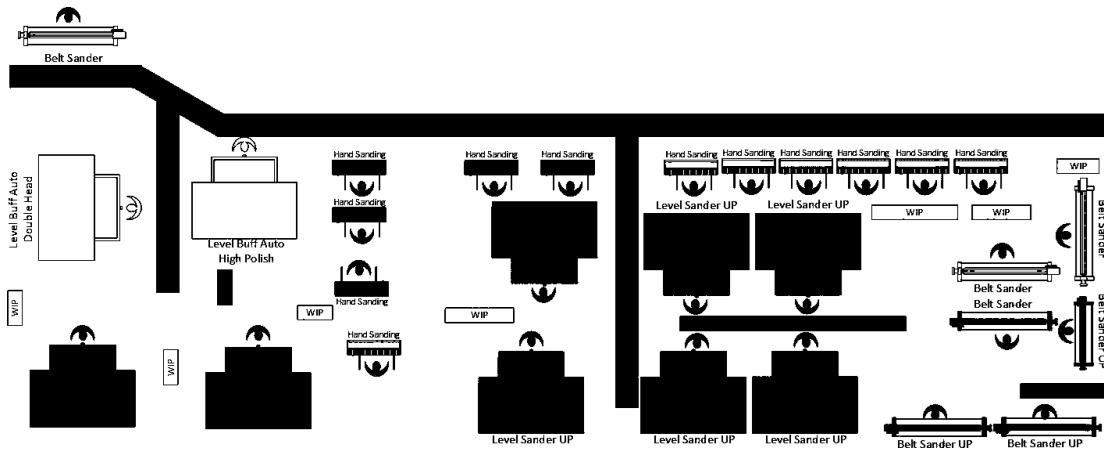 Belt Sander
Hand Sanding
Hand Sanding
Hand Sanding
Hand Sanding
Hand Sanding
Hand Sanding
Hand Sanding
Hand Sanding
Hand Sanding
WIP
Level Buff Auto
Double Head
Hand Sanding
Level Sander UP
Level Sander UP
WIP
WIP
Belt Sander
Level Buff Auto
High Polish
Belt Sander
Hand Sanding
Belt Sander
WIP
WIP
WIP
Belt Sander UP
Hand Sanding
WIP
Level Sander UP
Level Sander UP
Level Sander UP
Belt Sander UP
Belt Sander UP